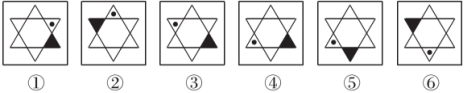 ① ② ③ ④ ⑤ ⑥